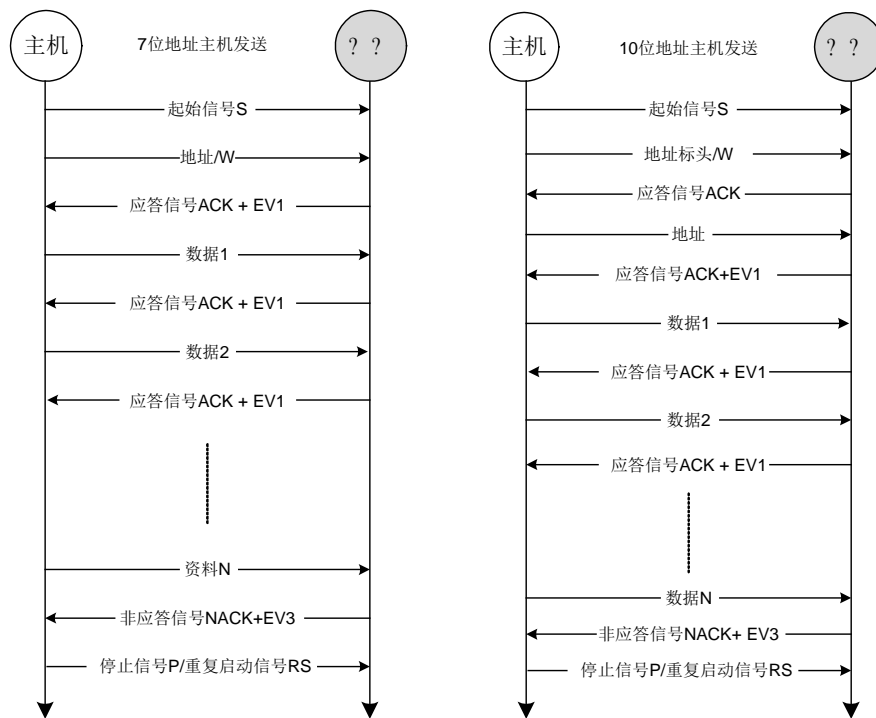 主机
7位地址主机发送
? ?
起始信号S
地址/W
应答信号ACK + EV1
数据1
应答信号ACK + EV1
数据2
应答信号ACK + EV1
资料N
非应答信号NACK+EV3
停止信号P/重复启动信号RS
主机
10位地址主机发送
? ?
起始信号S
地址标头/W
应答信号ACK
地址
应答信号ACK+EV1
数据1
应答信号ACK + EV1
数据2
应答信号ACK + EV1
数据N
非应答信号NACK+ EV3
停止信号P/重复启动信号RS